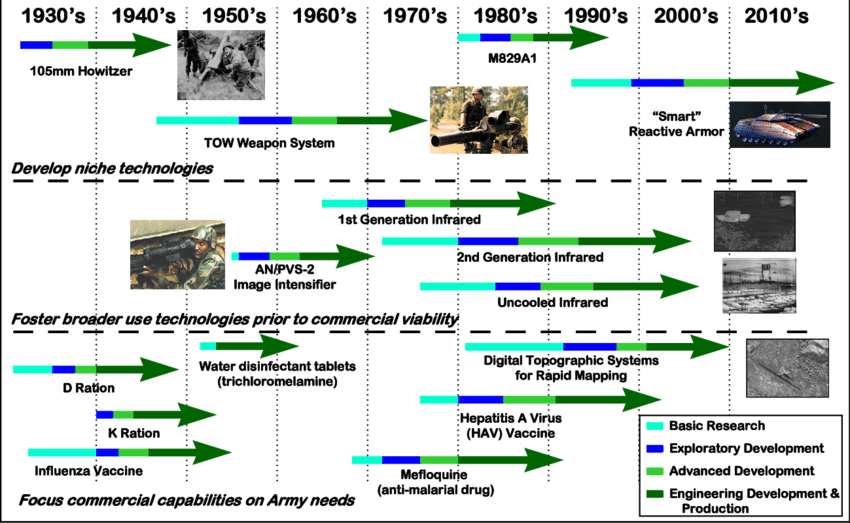 1930’s 1940’s 1950’s 1960’s 1970’s 1980’s 1990’s 2000’s 2010’s
105mm Howitzer
M829A1
TOW Weapon System
“Smart”
Reactive Armor
Develop niche technologies
1st Generation Infrared
2nd Generation Infrared
AN/PVS-2
Image Intensifier
Uncooled Infrared
Foster broader use technologies prior to commercial viability
Water disinfectant tablets
(trichloromelamine)
Digital Topographic Systems
for Rapid Mapping
D Ration
K Ration
Hepatitis A Virus
(HAV) Vaccine
Influenza Vaccine
Mefloquine
(anti-malarial drug)
Focus commercial capabilities on Army needs
Basic Research
Exploratory Development
Advanced Development
Engineering Development &
Production